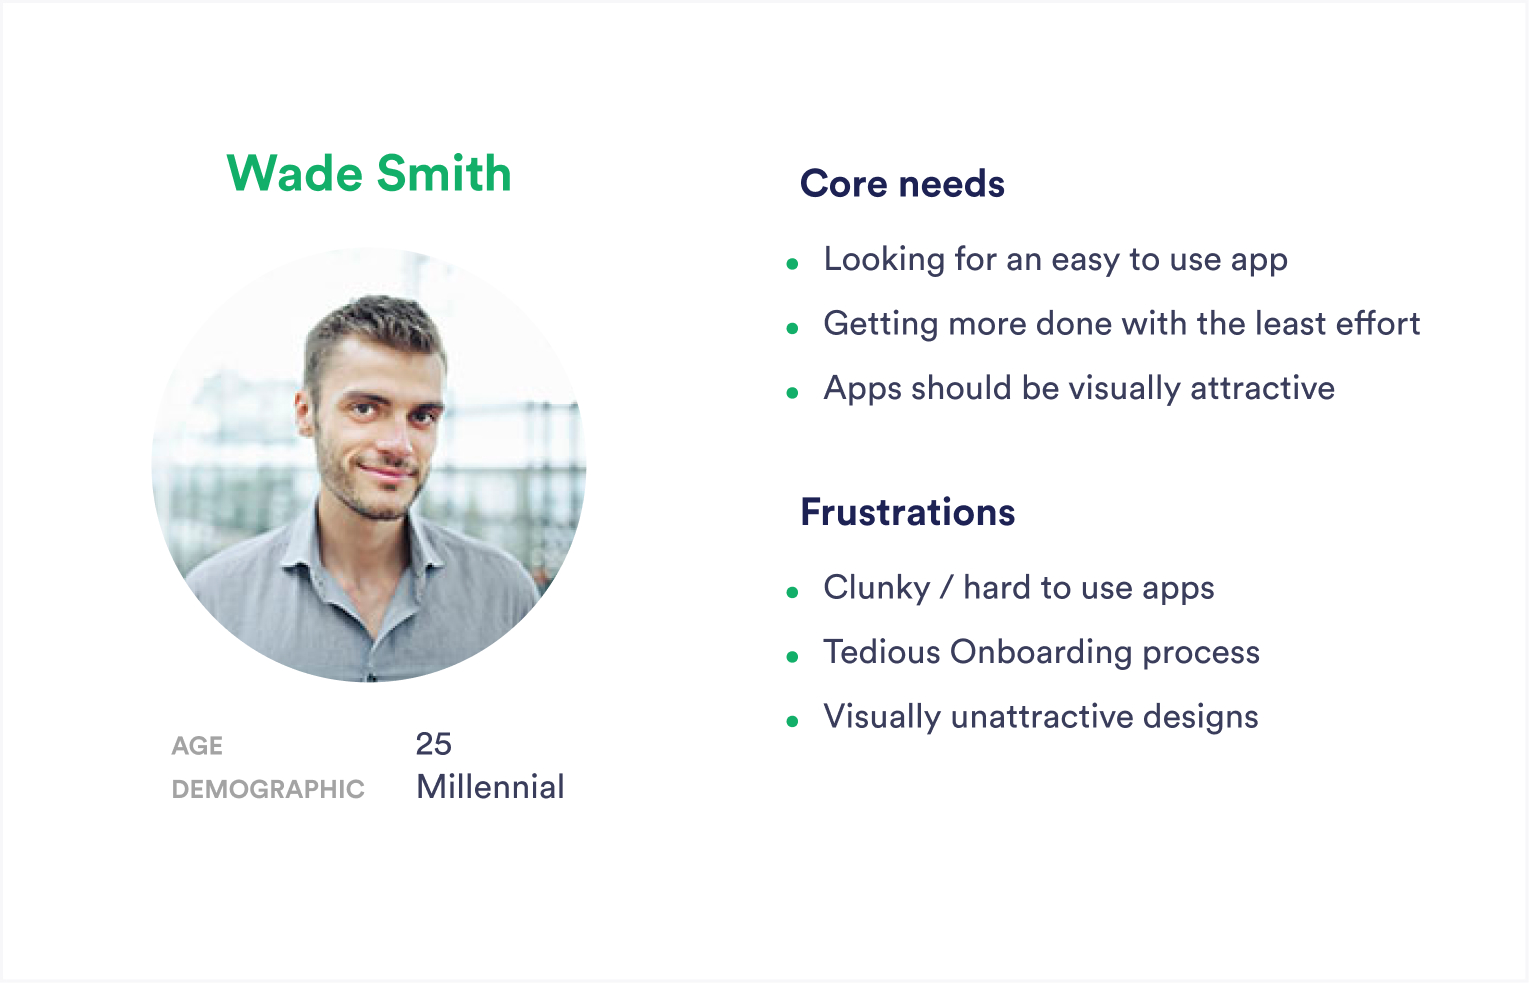 Wade Smith
AGE 25
DEMOGRAPHIC Millennial
Core needs
Looking for an easy to use app
Getting more done with the least effort
Apps should be visually attractive
Frustrations
Clunky / hard to use apps
Tedious Onboarding process
Visually unattractive designs